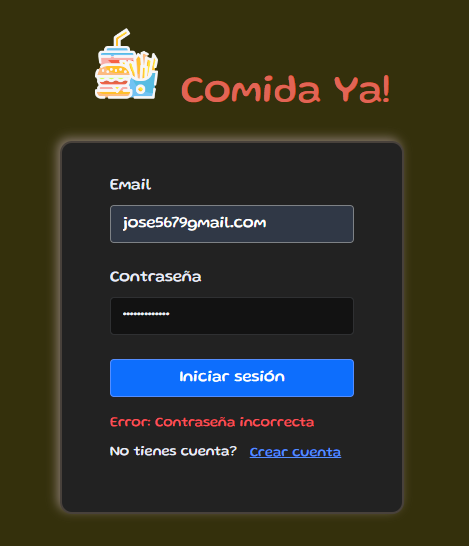 Comida Ya!
Email
jose5679gmail.com
Contraseña
•••••••••••••
Iniciar sesión
Error: Contraseña incorrecta
No tienes cuenta? Crear cuenta